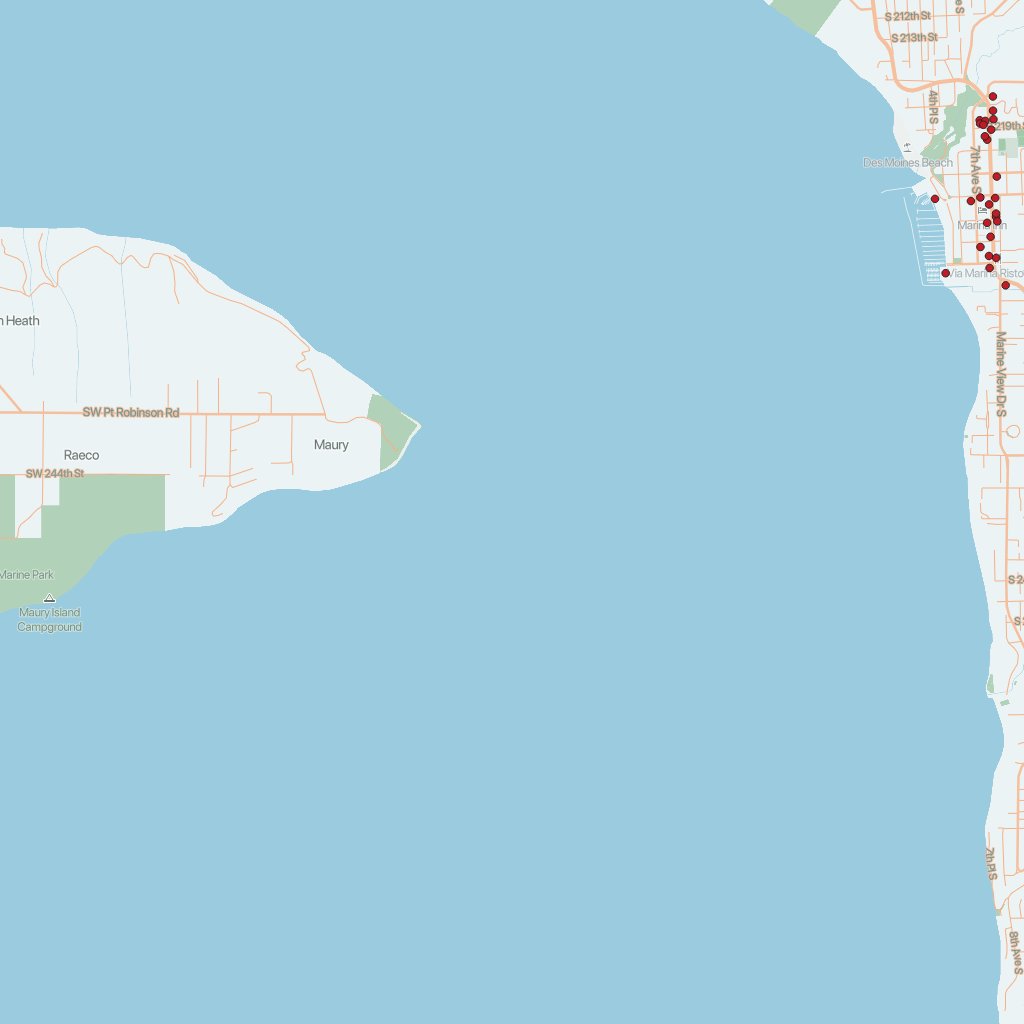 S 212th St
S 213th St
4th Pl S
219th S
Des Moines Beach
7th Ave S
Marina Inn
Via Marina Risto
Marine View Dr S
n Heath
SW Pt Robinson Rd
Maury
Raeco
SW 244th St
Marine Park
Maury Island
Campground
7th Pl S
8th Ave S